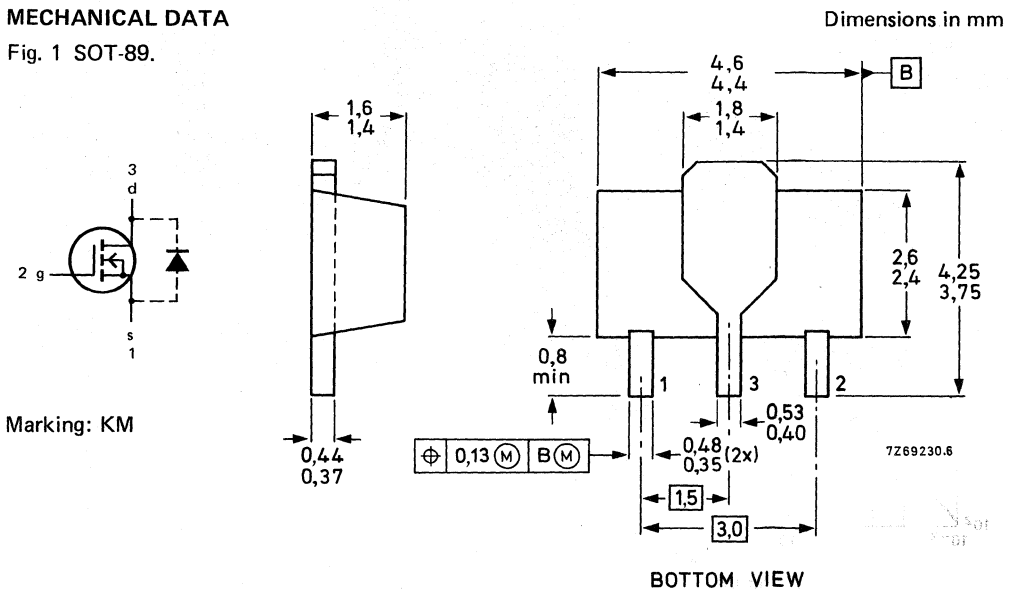 MECHANICAL DATA
Dimensions in mm
Fig. 1 SOT-89.
4,6
4,4
B
1,6
1,4
1,8
1,4
3
d
2 g
s
1
2,6
2,4
4,25
3,75
0,8
min
1
3
2
Marking: KM
0,53
0,40
0,44
0,37
0,13 M B M
0,48
0,35 (2x)
7Z69230.6
1,5
3,0
BOTTOM VIEW